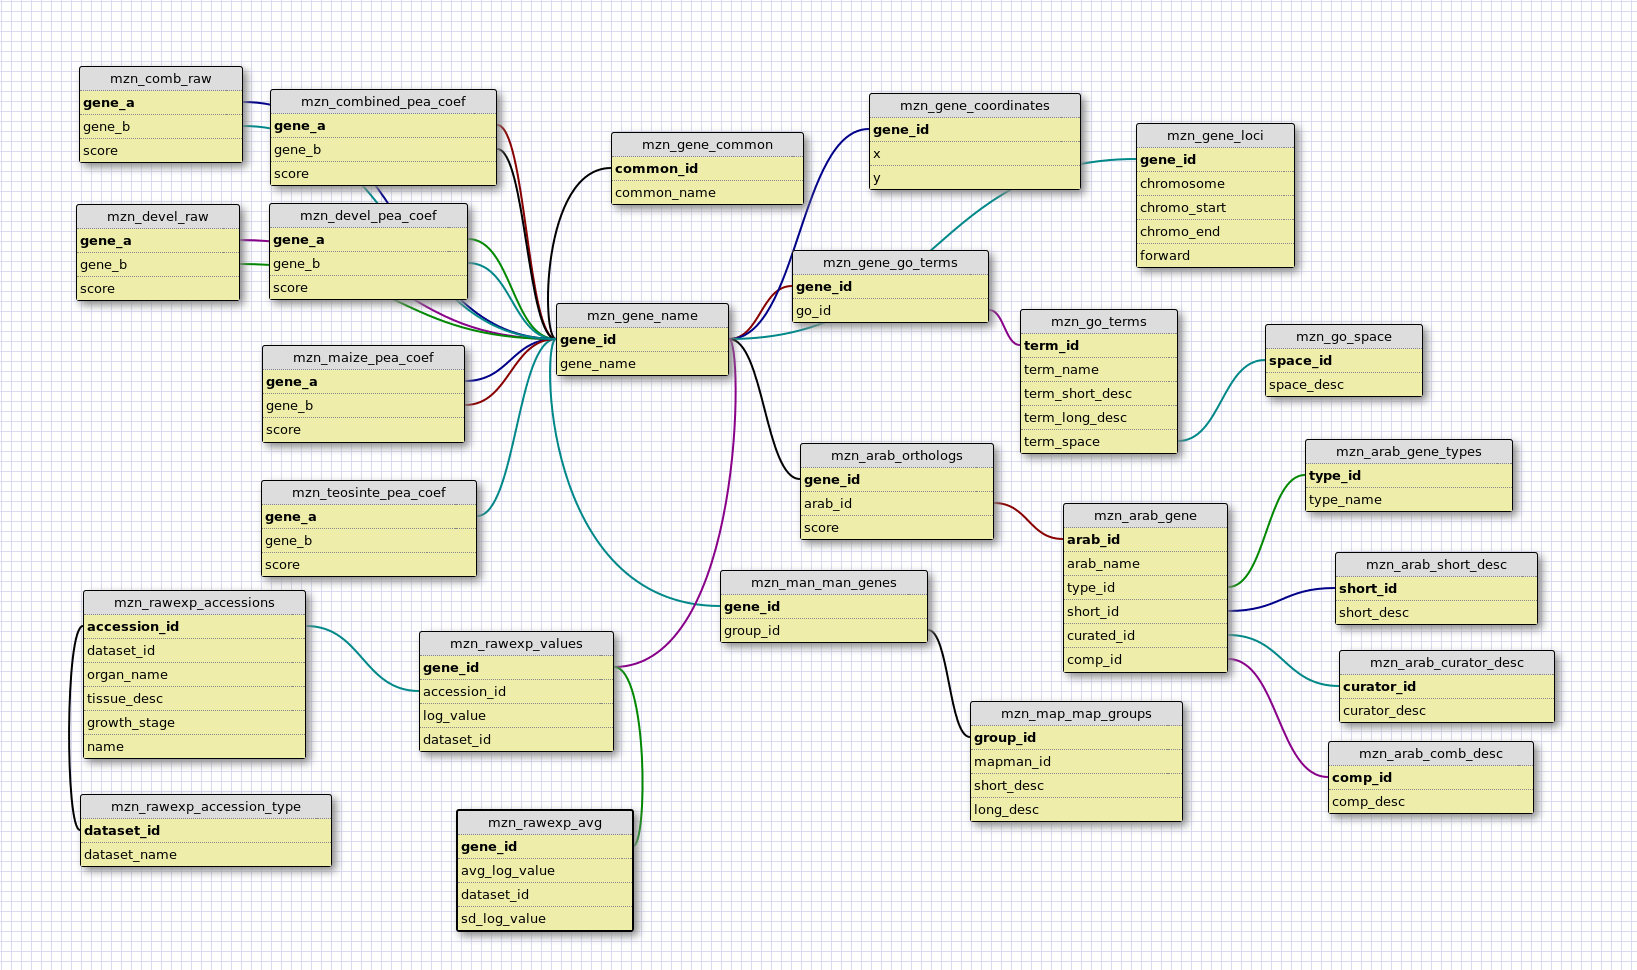 mzn_comb_raw
gene_a
gene_b
score
mzn_combined_pea_coef
gene_a
gene_b
score
mzn_gene_common
common_id
common_name
mzn_gene_coordinates
gene_id
x
y
mzn_gene_loci
gene_id
chromosome
chromo_start
chromo_end
forward
mzn_devel_raw
gene_a
gene_b
score
mzn_devel_pea_coef
gene_a
gene_b
score
mzn_gene_name
gene_id
gene_name
mzn_gene_go_terms
gene_id
go_id
mzn_go_terms
term_id
term_name
term_short_desc
term_long_desc
term_space
mzn_go_space
space_id
space_desc
mzn_maize_pea_coef
gene_a
gene_b
score
mzn_teosinte_pea_coef
gene_a
gene_b
score
mzn_arab_orthologs
gene_id
arab_id
score
mzn_arab_gene
arab_id
arab_name
type_id
short_id
curated_id
comp_id
mzn_arab_gene_types
type_id
type_name
mzn_arab_short_desc
short_id
short_desc
mzn_arab_curator_desc
curator_id
curator_desc
mzn_arab_comb_desc
comp_id
comp_desc
mzn_man_man_genes
gene_id
group_id
mzn_map_map_groups
group_id
mapman_id
short_desc
long_desc
mzn_rawexp_accessions
accession_id
dataset_id
organ_name
tissue_desc
growth_stage
name
mzn_rawexp_values
gene_id
accession_id
log_value
dataset_id
mzn_rawexp_accession_type
dataset_id
dataset_name
mzn_rawexp_avg
gene_id
avg_log_value
dataset_id
sd_log_value